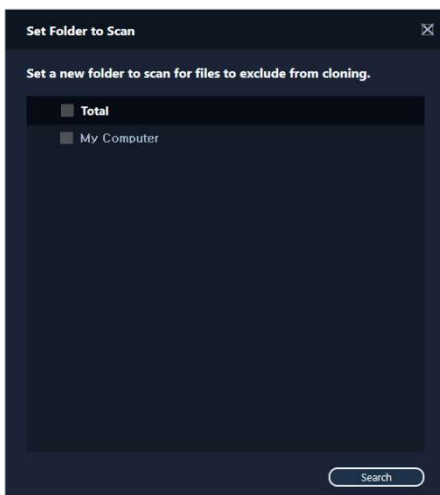 Set Folder to Scan
Set a new folder to scan for files to exclude from cloning.
Total
My Computer
Search